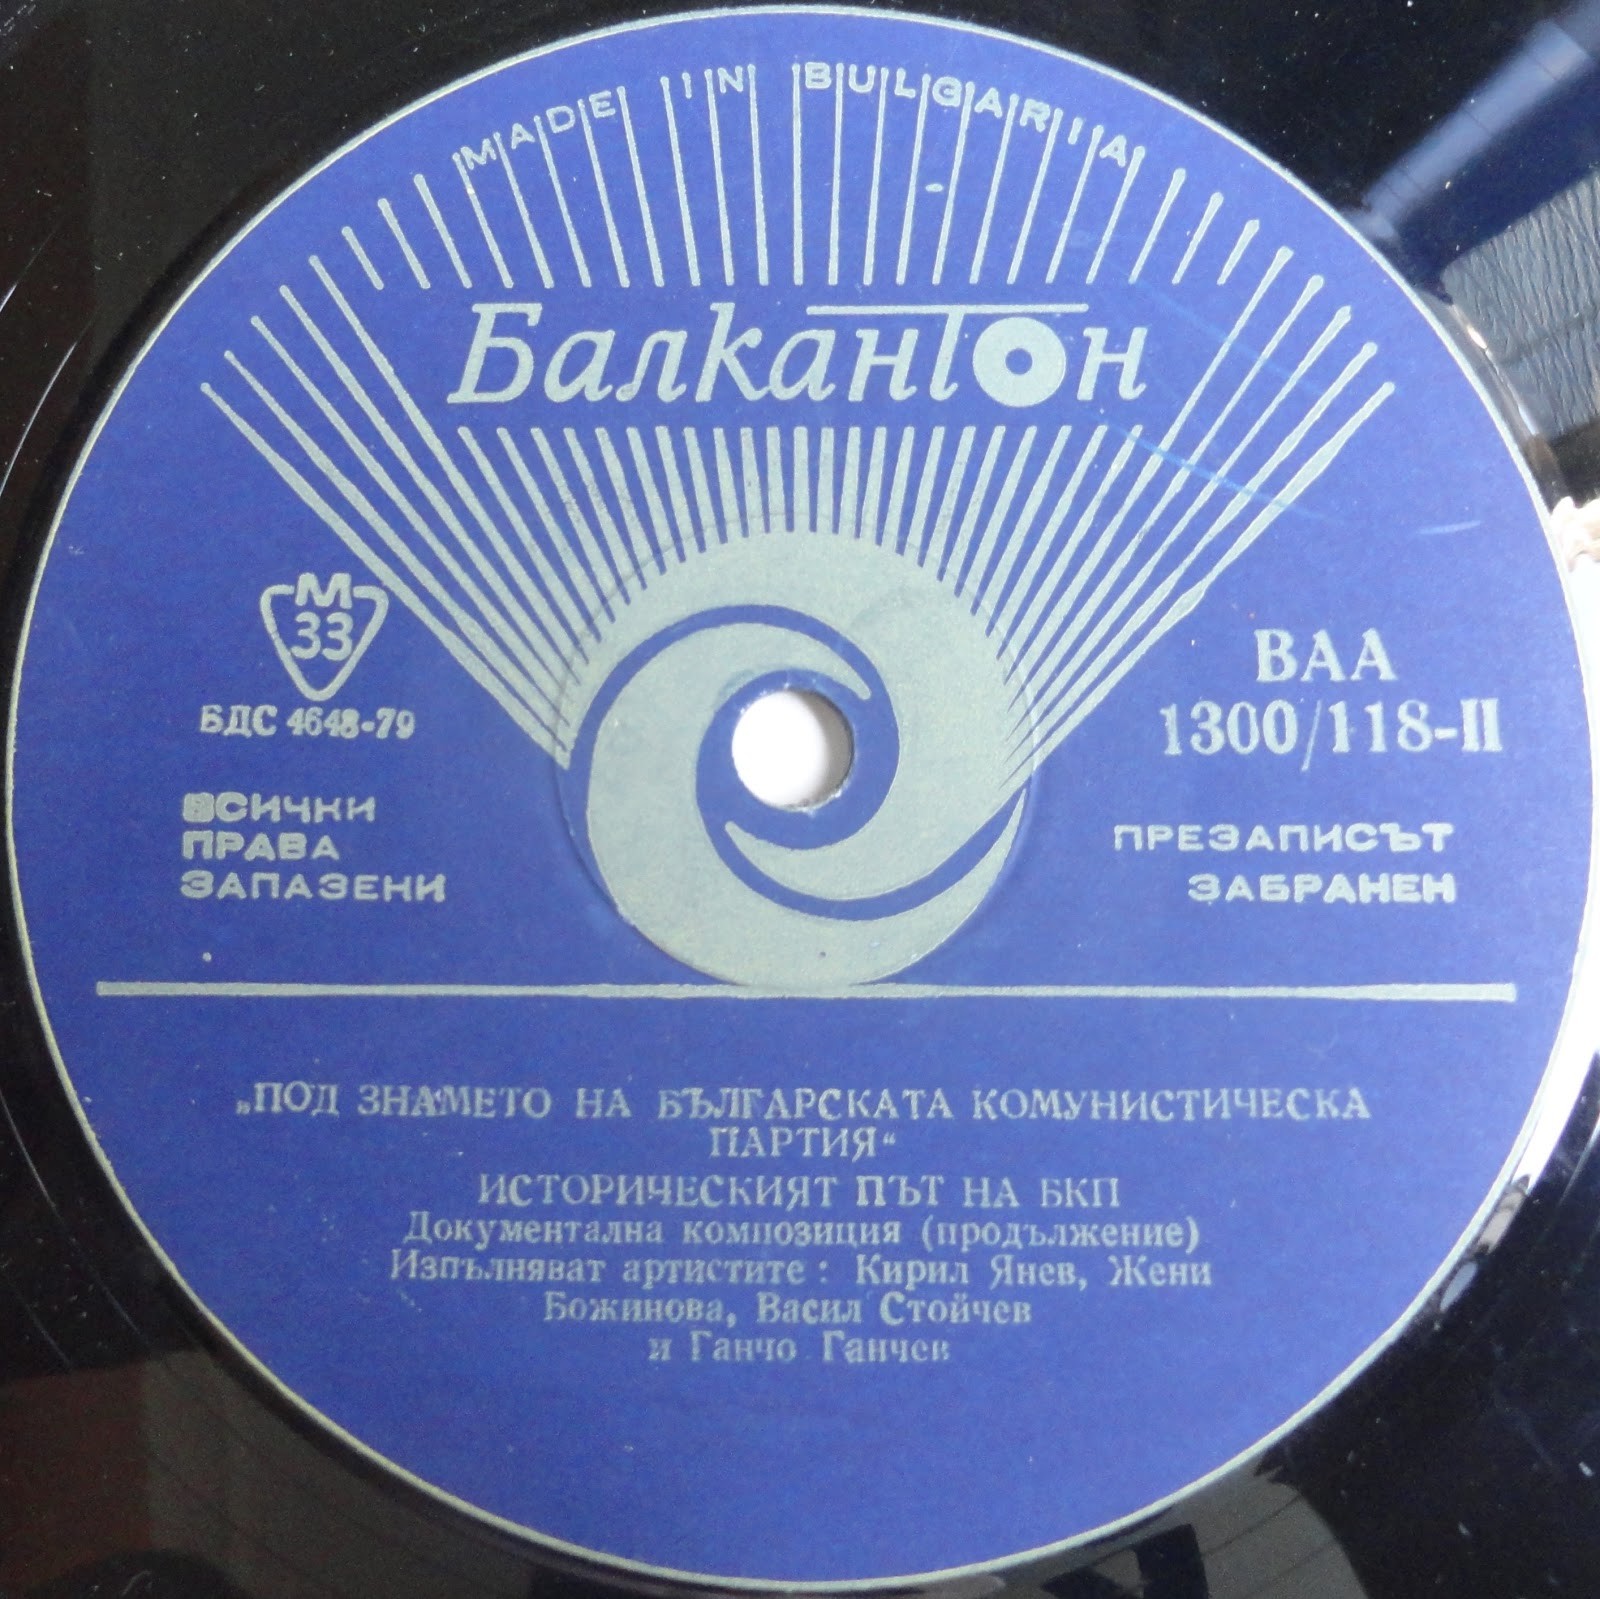 MADE IN BULGARIA
Балкантон
М
33
БДС 4648-79
ВАА
1300/118-II
ВСИЧКИ
ПРАВА
ЗАПАЗЕНИ
ПРЕЗАПИСЪТ
ЗАБРАНЕН
„ПОД ЗНАМЕТО НА БЪЛГАРСКАТА КОМУНИСТИЧЕСКА
ПАРТИЯ“
ИСТОРИЧЕСКИЯТ ПЪТ НА БКП
Документална композиция (продължение)
Изпълняват артистите: Кирил Янев, Жени
Божинова, Васил Стойчев
и Ганчо Ганчев